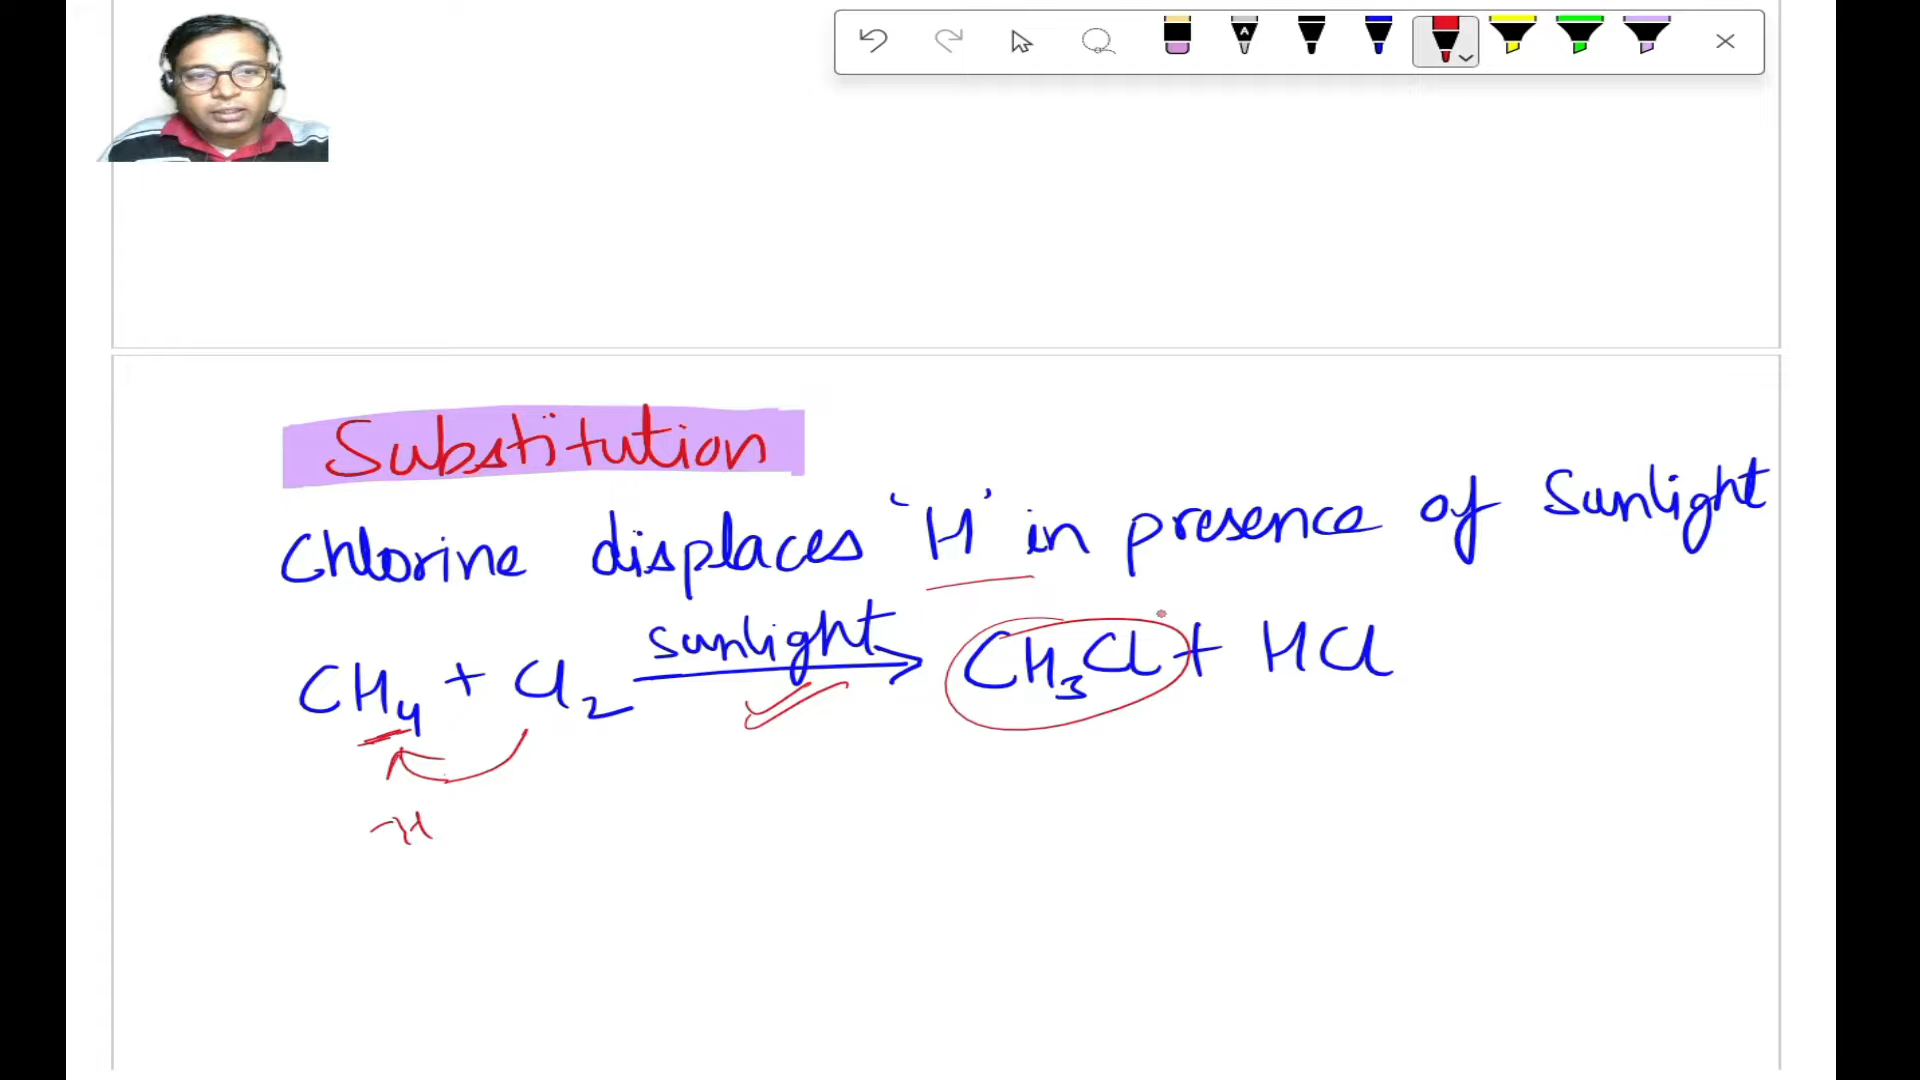 Substitution
Chlorine displaces 'H' in presence of Sunlight
CH₄ + Cl₂ sunlight→ CH₃Cl + HCl